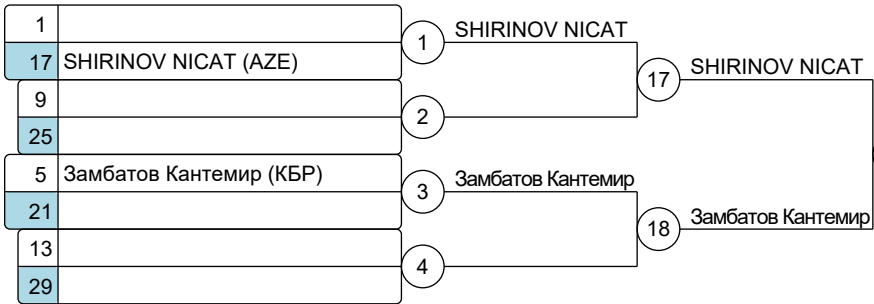 1
17 SHIRINOV NICAT (AZE)
1 SHIRINOV NICAT
9
25
2
17 SHIRINOV NICAT
5 Замбатов Кантемир (КБР)
21
3 Замбатов Кантемир
13
29
4
18 Замбатов Кантемир